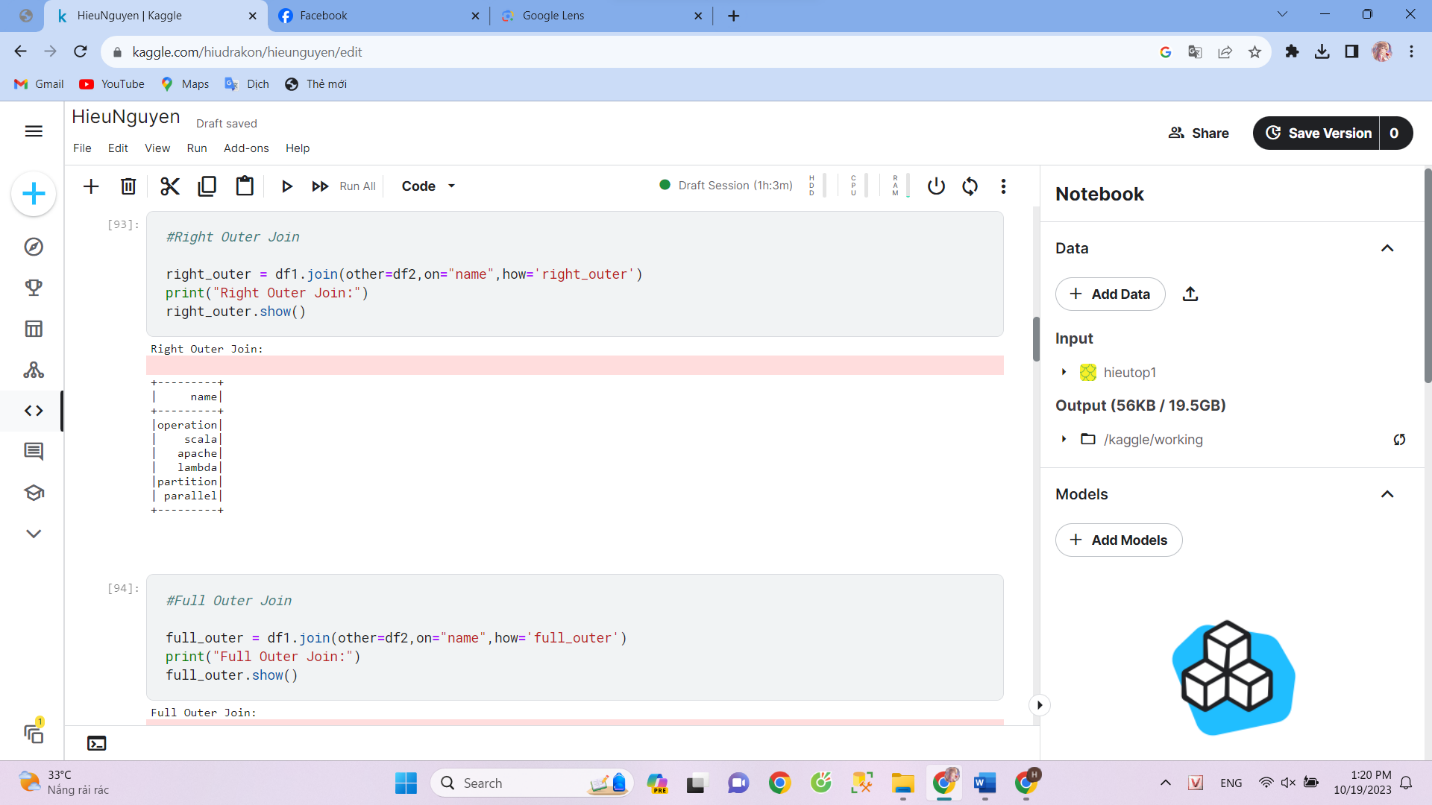 HieuNguyen | Kaggle
Facebook
Google Lens
kaggle.com/hiudrakon/hieunguyen/edit
Gmail
YouTube
Maps
Dịch
Thẻ mới
HieuNguyen
Draft saved
File Edit View Run Add-ons Help
Share
Save Version 0
Run All
Code
Draft Session (1h:3m)
HDD
CPU
RAM
[93]:
#Right Outer Join
right_outer = df1.join(other=df2,on="name",how='right_outer')
print("Right Outer Join:")
right_outer.show()
Right Outer Join:
+---------+
|     name|
+---------+
|operation|
|    scala|
|   apache|
|   lambda|
|partition|
| parallel|
+---------+
[94]:
#Full Outer Join
full_outer = df1.join(other=df2,on="name",how='full_outer')
print("Full Outer Join:")
full_outer.show()
Full Outer Join:
Notebook
Data
+ Add Data
Input
hieutop1
Output (56KB / 19.5GB)
/kaggle/working
Models
+ Add Models
1
33°C
Nắng rải rác
Search
PRE
H
V
ENG
1:20 PM
10/19/2023